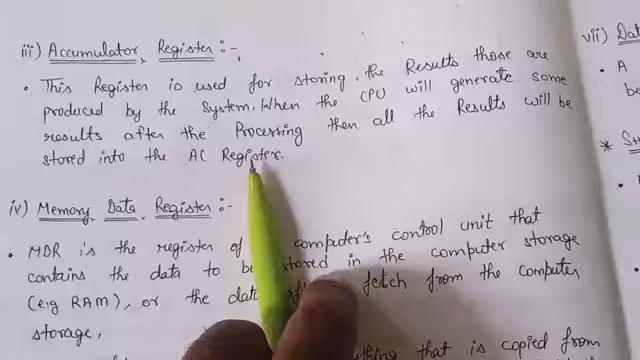 iii) Accumulator, Register :-
• This Register is used for storing, the Results those are
produced by the System. When the CPU will generate some
results after the Processing then all the Results will be
stored into the AC Register.
iv) Memory Data Register :-
• MDR is the register of computer's control unit that
contains the data to be stored in the computer storage
(e.g RAM), or the data fetch from the computer
storage,
that is copied from
vii)
• A
be
*